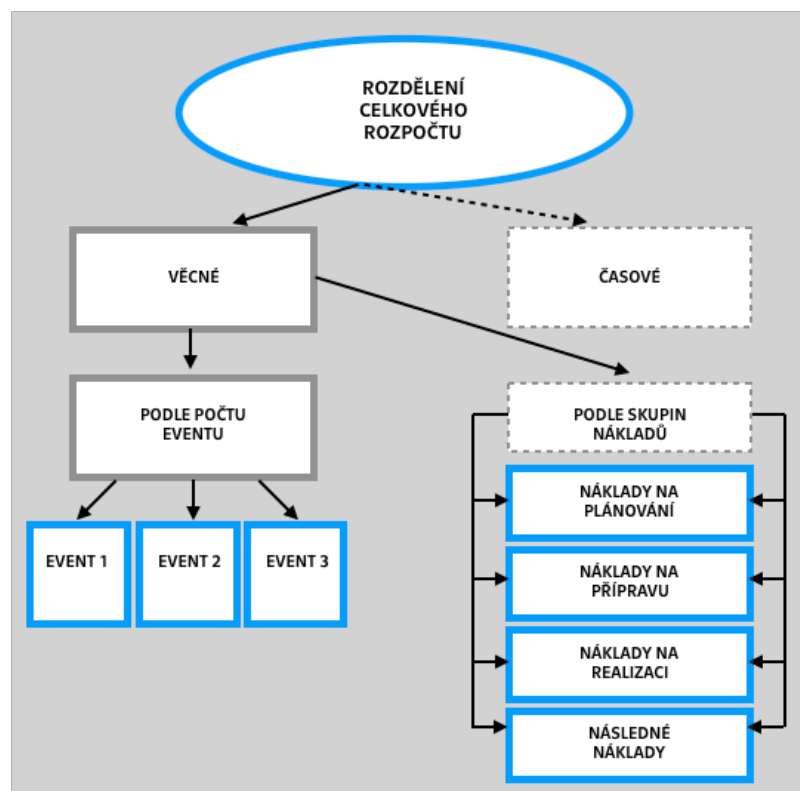 ROZDĚLENÍ
CELKOVÉHO
ROZPOČTU
VĚCNÉ
ČASOVÉ
PODLE POČTU
EVENTU
PODLE SKUPIN
NÁKLADŮ
EVENT 1
EVENT 2
EVENT 3
NÁKLADY NA
PLÁNOVÁNÍ
NÁKLADY NA
PŘÍPRAVU
NÁKLADY NA
REALIZACI
NÁSLEDNÉ
NÁKLADY